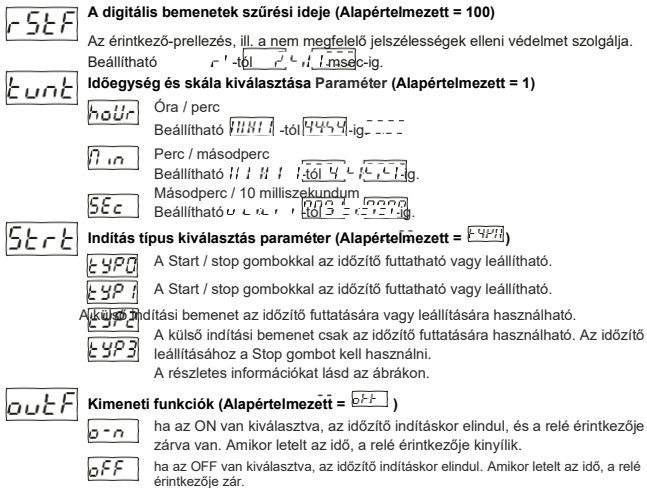 rStF
A digitális bemenetek szűrési ideje (Alapértelmezett = 100)
Az érintkező-prellezés, ill. a nem megfelelő jelszélességek elleni védelmet szolgálja.
Beállítható -tól msec-ig.
tunt
Időegység és skála kiválasztása Paraméter (Alapértelmezett = 1)
hoUr
Óra / perc
Beállítható -tól -ig.
Min
Perc / másodperc
Beállítható -tól -ig.
SEc
Másodperc / 10 milliszekundum
Beállítható -tól -ig.
Strt
Indítás típus kiválasztás paraméter (Alapértelmezett = tYP0)
tYP0
A Start / stop gombokkal az időzítő futtatható vagy leállítható.
tYP1
A Start / stop gombokkal az időzítő futtatható vagy leállítható.
tYP2
A külső indítási bemenet az időzítő futtatására vagy leállítására használható.
tYP3
A külső indítási bemenet csak az időzítő futtatására használható. Az időzítő
leállításához a Stop gombot kell használni.
A részletes információkat lásd az ábrákon.
outF
Kimeneti funkciók (Alapértelmezett = oFF )
o-n
ha az ON van kiválasztva, az időzítő indításkor elindul, és a relé érintkezője
zárva van. Amikor letelt az idő, a relé érintkezője kinyílik.
oFF
ha az OFF van kiválasztva, az időzítő indításkor elindul. Amikor letelt az idő, a relé
érintkezője zár.